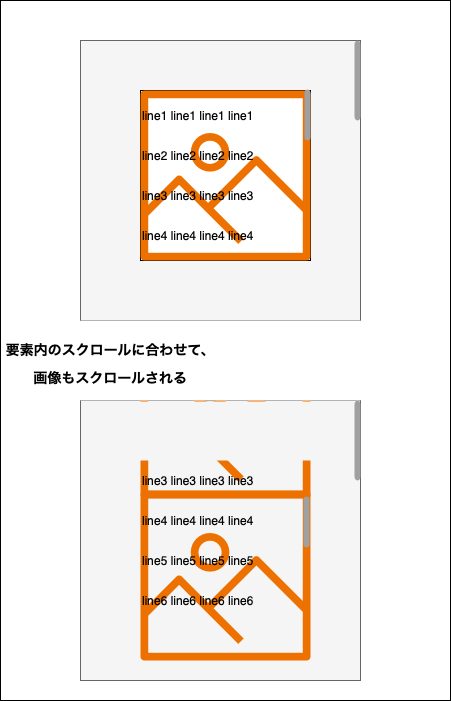 line1 line1 line1 line1
line2 line2 line2 line2
line3 line3 line3 line3
line4 line4 line4 line4
要素内のスクロールに合わせて、
画像もスクロールされる
line3 line3 line3 line3
line4 line4 line4 line4
line5 line5 line5 line5
line6 line6 line6 line6